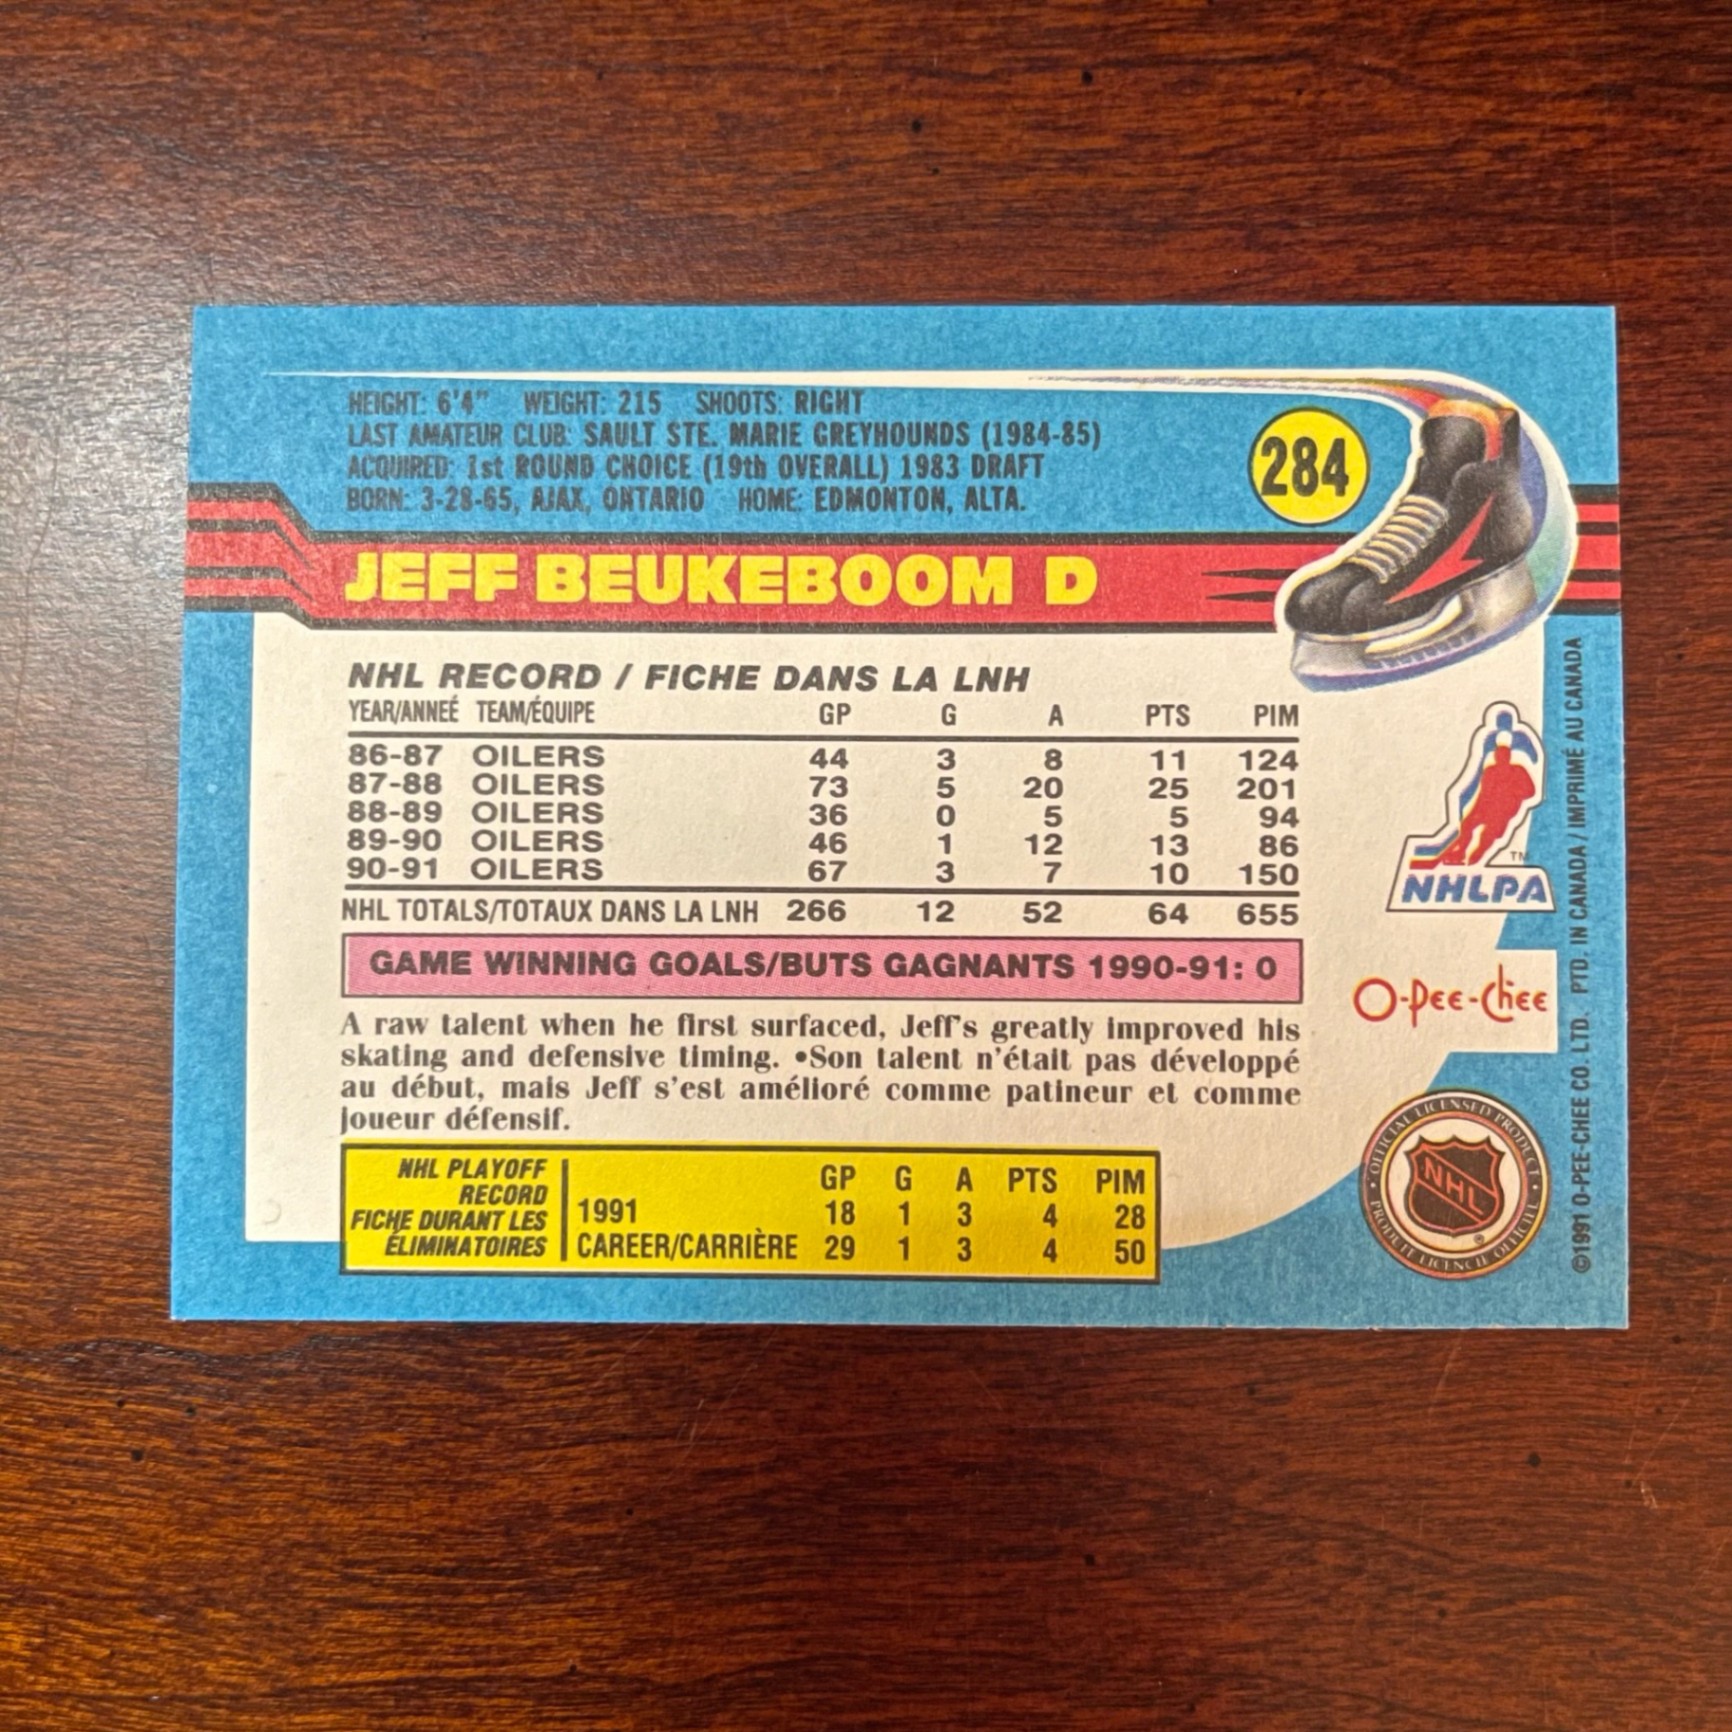 HEIGHT: 6'4" WEIGHT: 215 SHOOTS: RIGHT
LAST AMATEUR CLUB: SAULT STE. MARIE GREYHOUNDS (1984-85)
ACQUIRED: 1st ROUND CHOICE (19th OVERALL) 1983 DRAFT
BORN: 3-28-65, AJAX, ONTARIO HOME: EDMONTON, ALTA.
284
JEFF BEUKEBOOM D
NHL RECORD / FICHE DANS LA LNH
YEAR/ANNEÉ TEAM/ÉQUIPE GP G A PTS PIM
86-87 OILERS 44 3 8 11 124
87-88 OILERS 73 5 20 25 201
88-89 OILERS 36 0 5 5 94
89-90 OILERS 46 1 12 13 86
90-91 OILERS 67 3 7 10 150
NHL TOTALS/TOTAUX DANS LA LNH 266 12 52 64 655
GAME WINNING GOALS/BUTS GAGNANTS 1990-91: 0
A raw talent when he first surfaced, Jeff's greatly improved his
skating and defensive timing. •Son talent n'était pas développé
au début, mais Jeff s'est amélioré comme patineur et comme
joueur défensif.
NHL PLAYOFF
RECORD
FICHE DURANT LES
ÉLIMINATOIRES
GP G A PTS PIM
1991 18 1 3 4 28
CAREER/CARRIÈRE 29 1 3 4 50
TM
NHLPA
O-Pee-Chee
OFFICIAL LICENSED PRODUCT
NHL
®
PRODUIT LICENCIÉ OFFICIEL
©1991 O-PEE-CHEE CO. LTD. PTD. IN CANADA / IMPRIMÉ AU CANADA